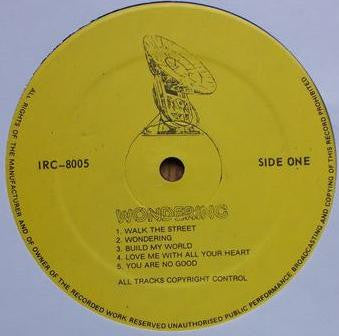 ALL RIGHTS OF THE MANUFACTURER AND OF OWNER OF THE RECORDED WORK RESERVED UNAUTHORISED PUBLIC PERFORMANCE BROADCASTING AND COPYING OF THIS RECORD PROHIBITED
IRC-8005
SIDE ONE
WONDERING
1. WALK THE STREET
2. WONDERING
3. BUILD MY WORLD
4. LOVE ME WITH ALL YOUR HEART
5. YOU ARE NO GOOD
ALL TRACKS COPYRIGHT CONTROL